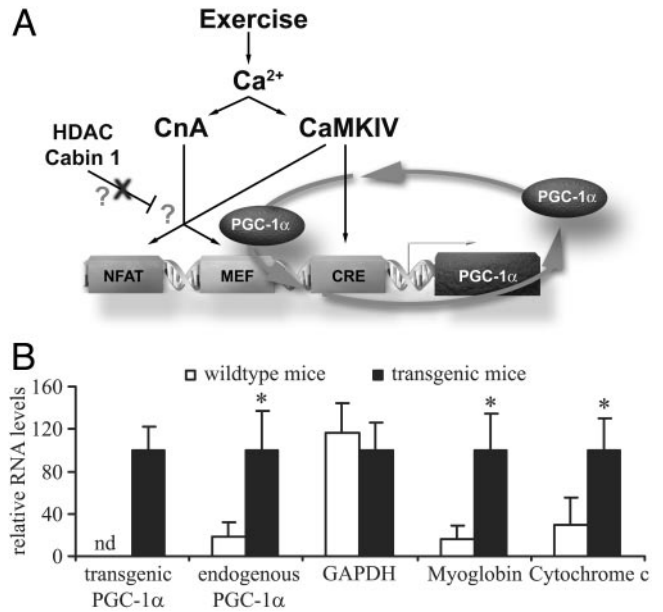 A
Exercise
Ca2+
CnA CaMKIV
HDAC
Cabin 1
? X ?
PGC-1α
PGC-1α
NFAT MEF CRE PGC-1α
B
□ wildtype mice ■ transgenic mice
relative RNA levels
160
120
80
40
0
nd
* * *
transgenic
PGC-1α
endogenous
PGC-1α
GAPDH
Myoglobin
Cytochrome c